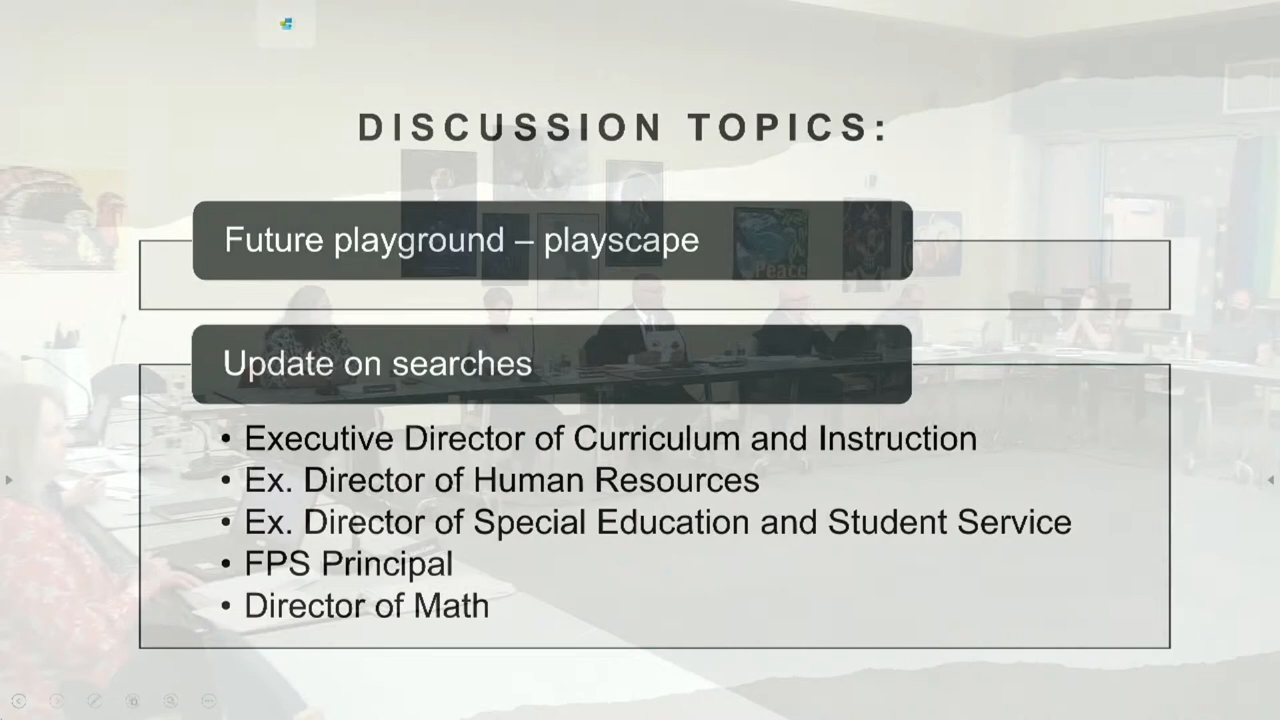 DISCUSSION TOPICS:
Future playground – playscape
Peace
Update on searches
• Executive Director of Curriculum and Instruction
• Ex. Director of Human Resources
• Ex. Director of Special Education and Student Service
• FPS Principal
• Director of Math